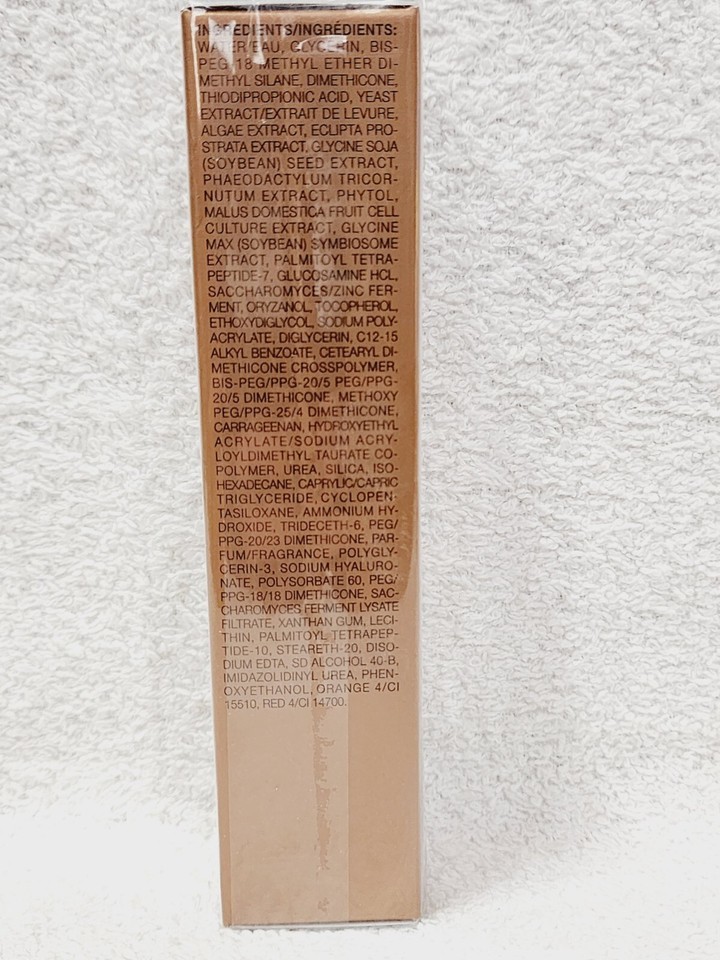 INGREDIENTS/INGRÉDIENTS:
WATER/EAU, GLYCERIN, BIS-
PEG-18 METHYL ETHER DI-
METHYL SILANE, DIMETHICONE,
THIODIPROPIONIC ACID, YEAST
EXTRACT/EXTRAIT DE LEVURE,
ALGAE EXTRACT, ECLIPTA PRO-
STRATA EXTRACT, GLYCINE SOJA
(SOYBEAN) SEED EXTRACT,
PHAEODACTYLUM TRICOR-
NUTUM EXTRACT, PHYTOL,
MALUS DOMESTICA FRUIT CELL
CULTURE EXTRACT, GLYCINE
MAX (SOYBEAN) SYMBIOSOME
EXTRACT, PALMITOYL TETRA-
PEPTIDE-7, GLUCOSAMINE HCL,
SACCHAROMYCES/ZINC FER-
MENT, ORYZANOL, TOCOPHEROL,
ETHOXYDIGLYCOL, SODIUM POLY-
ACRYLATE, DIGLYCERIN, C12-15
ALKYL BENZOATE, CETEARYL DI-
METHICONE CROSSPOLYMER,
BIS-PEG/PPG-20/5 PEG/PPG-
20/5 DIMETHICONE, METHOXY
PEG/PPG-25/4 DIMETHICONE,
CARRAGEENAN, HYDROXYETHYL
ACRYLATE/SODIUM ACRY-
LOYLDIMETHYL TAURATE CO-
POLYMER, UREA, SILICA, ISO-
HEXADECANE, CAPRYLIC/CAPRIC
TRIGLYCERIDE, CYCLOPEN-
TASILOXANE, AMMONIUM HY-
DROXIDE, TRIDECETH-6, PEG/
PPG-20/23 DIMETHICONE, PAR-
FUM/FRAGRANCE, POLYGLY-
CERIN-3, SODIUM HYALURO-
NATE, POLYSORBATE 60, PEG/
PPG-18/18 DIMETHICONE, SAC-
CHAROMYCES FERMENT LYSATE
FILTRATE, XANTHAN GUM, LECI-
THIN, PALMITOYL TETRAPEP-
TIDE-10, STEARETH-20, DISO-
DIUM EDTA, SD ALCOHOL 40-B,
IMIDAZOLIDINYL UREA, PHEN-
OXYETHANOL, ORANGE 4/CI
15510, RED 4/CI 14700.